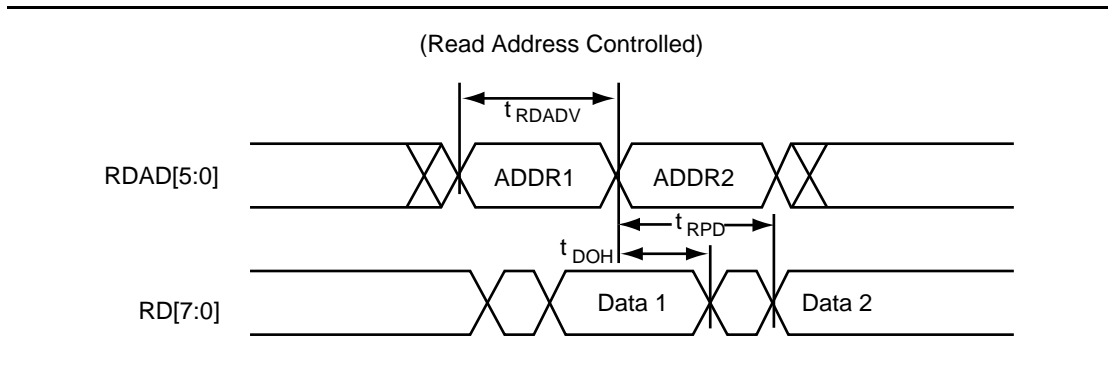 (Read Address Controlled)
t RDADV
RDAD[5:0]
ADDR1
ADDR2
t RPD
t DOH
RD[7:0]
Data 1
Data 2